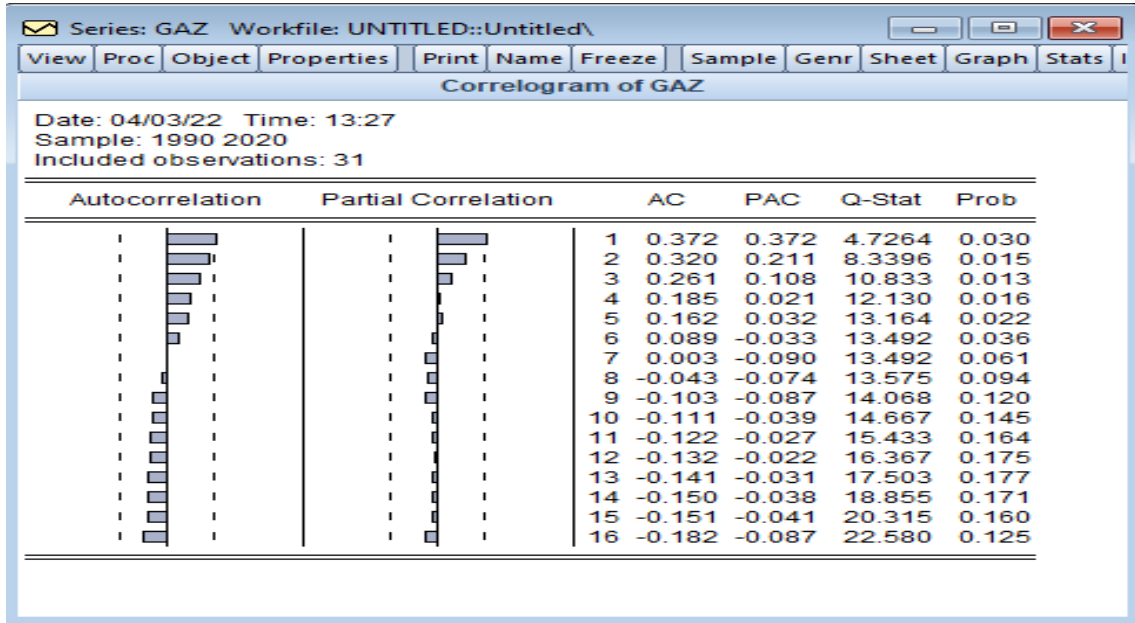 Series: GAZ Workfile: UNTITLED::Untitled\
View Proc Object Properties Print Name Freeze Sample Genr Sheet Graph Stats
Correlogram of GAZ
Date: 04/03/22 Time: 13:27
Sample: 1990 2020
Included observations: 31
Autocorrelation Partial Correlation AC PAC Q-Stat Prob
1 0.372 0.372 4.7264 0.030
2 0.320 0.211 8.3396 0.015
3 0.261 0.108 10.833 0.013
4 0.185 0.021 12.130 0.016
5 0.162 0.032 13.164 0.022
6 0.089 -0.033 13.492 0.036
7 0.003 -0.090 13.492 0.061
8 -0.043 -0.074 13.575 0.094
9 -0.103 -0.087 14.068 0.120
10 -0.111 -0.039 14.667 0.145
11 -0.122 -0.027 15.433 0.164
12 -0.132 -0.022 16.367 0.175
13 -0.141 -0.031 17.503 0.177
14 -0.150 -0.038 18.855 0.171
15 -0.151 -0.041 20.315 0.160
16 -0.182 -0.087 22.580 0.125